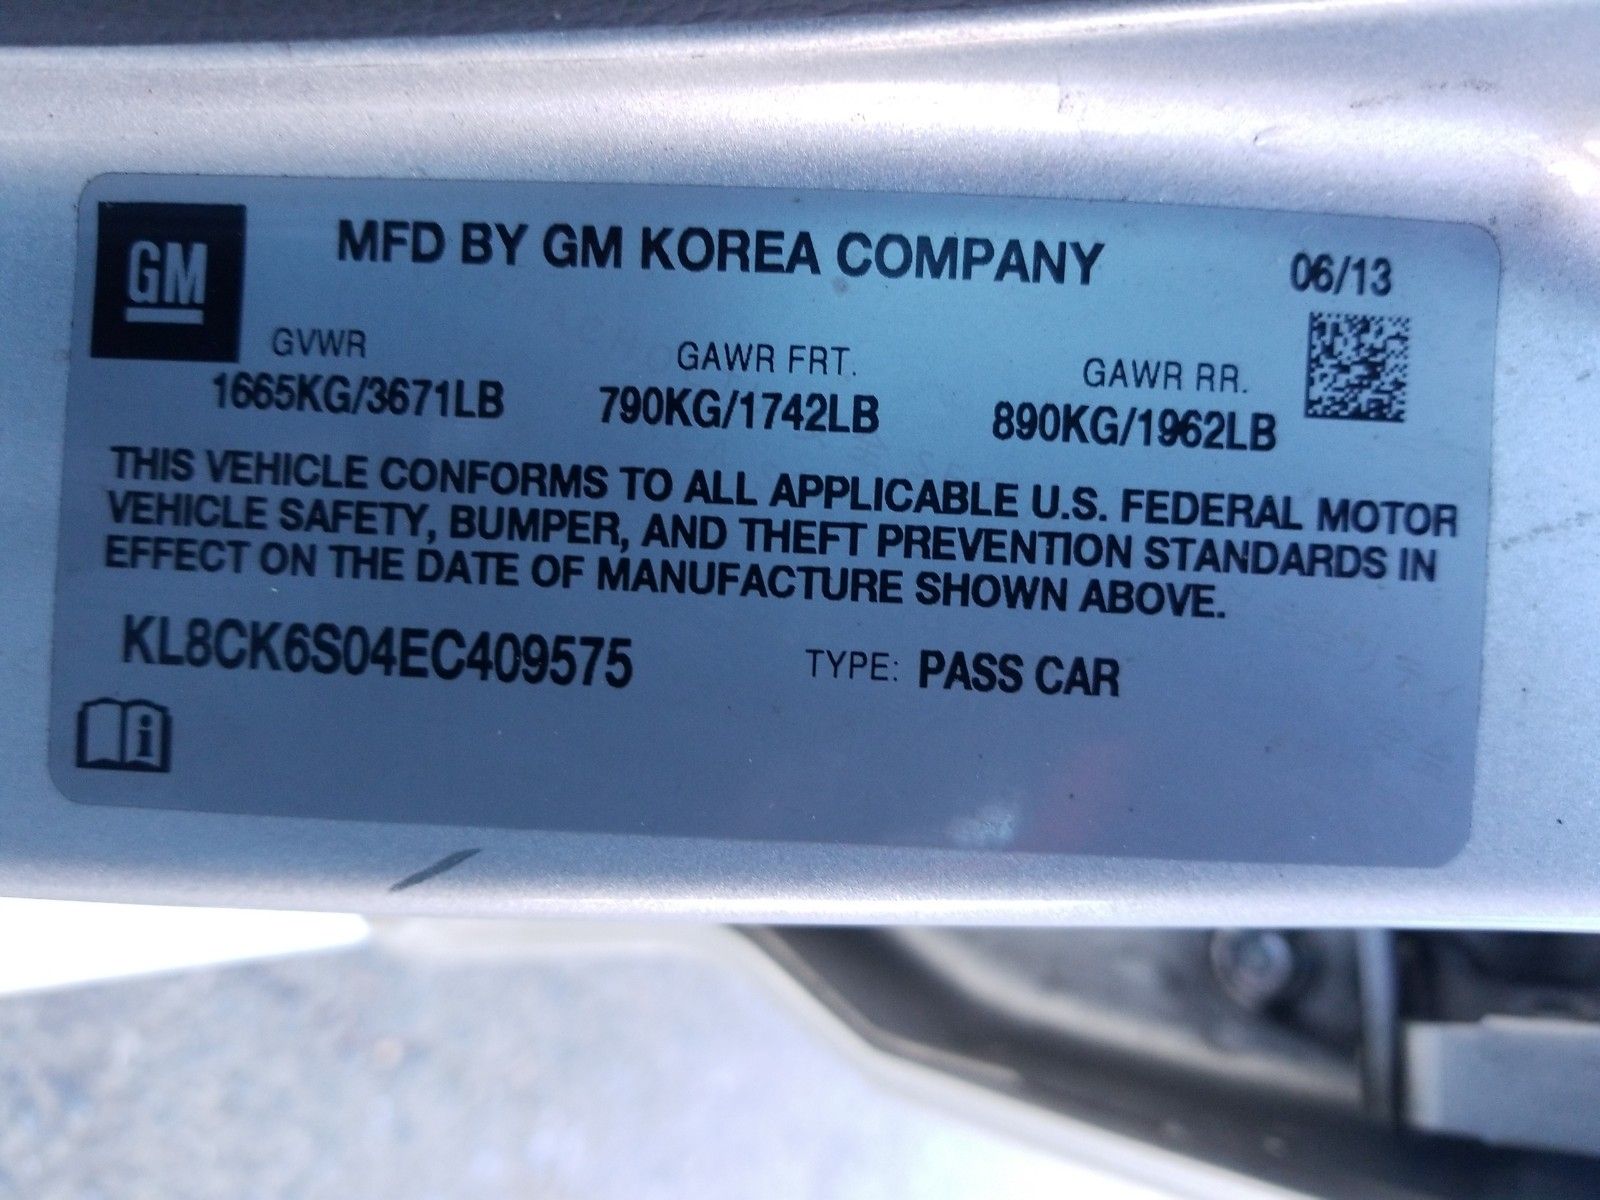 GM
MFD BY GM KOREA COMPANY
06/13
GVWR
GAWR FRT.
GAWR RR.
1665KG/3671LB
790KG/1742LB
890KG/1962LB
THIS VEHICLE CONFORMS TO ALL APPLICABLE U.S. FEDERAL MOTOR
VEHICLE SAFETY, BUMPER, AND THEFT PREVENTION STANDARDS IN
EFFECT ON THE DATE OF MANUFACTURE SHOWN ABOVE.
KL8CK6S04EC409575
TYPE: PASS CAR
i